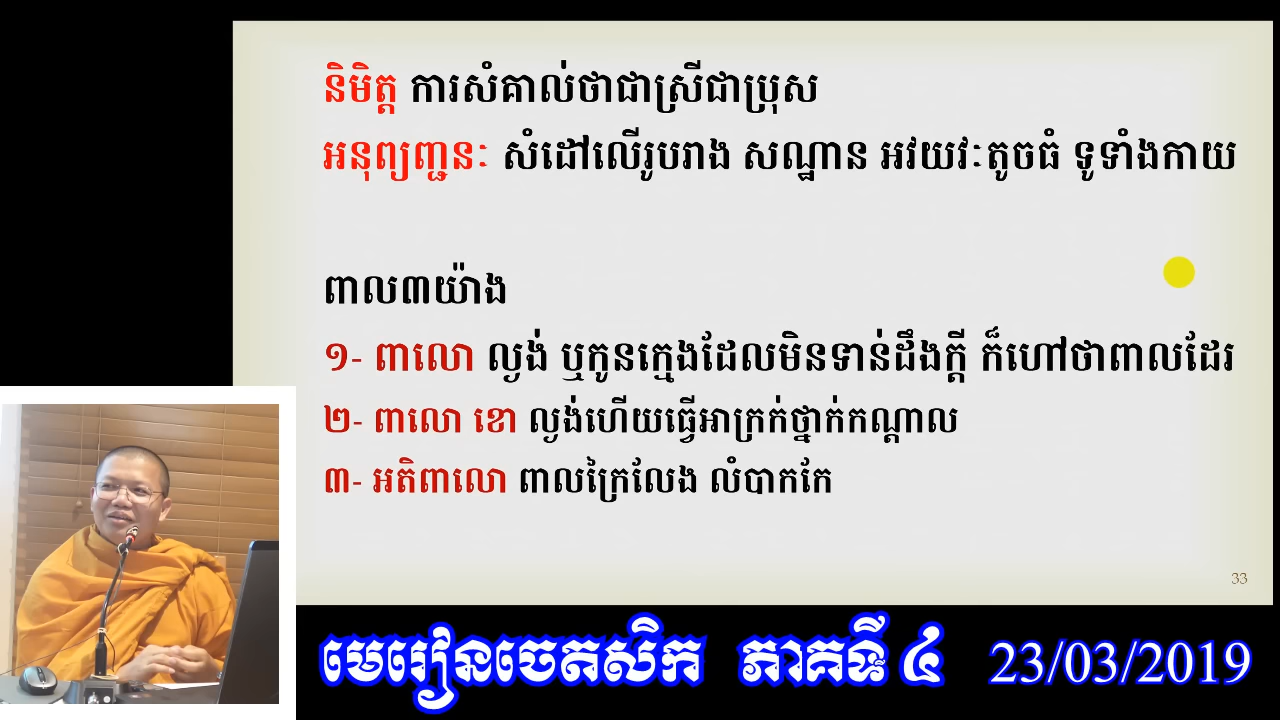 និមិត្ត ការសំគាល់ថាជាស្រីជាប្រុស
អនុព្យញ្ជនៈ សំដៅលើរូបរាង សណ្ឋាន អវយវៈតូចធំ ទូទាំងកាយ
ពាល៣យ៉ាង
១- ពាលោ ល្ងង់ ឬកូនក្មេងដែលមិនទាន់ដឹងក្តី ក៏ហៅថាពាលដែរ
២- ពាលោ ខោ ល្ងង់ហើយធ្វើអាក្រក់ថ្នាក់កណ្តាល
៣- អតិពាលោ ពាលក្រៃលែង លំបាកកែ
33
មេរៀនចេតសិក ភាគទី ៤ 23/03/2019